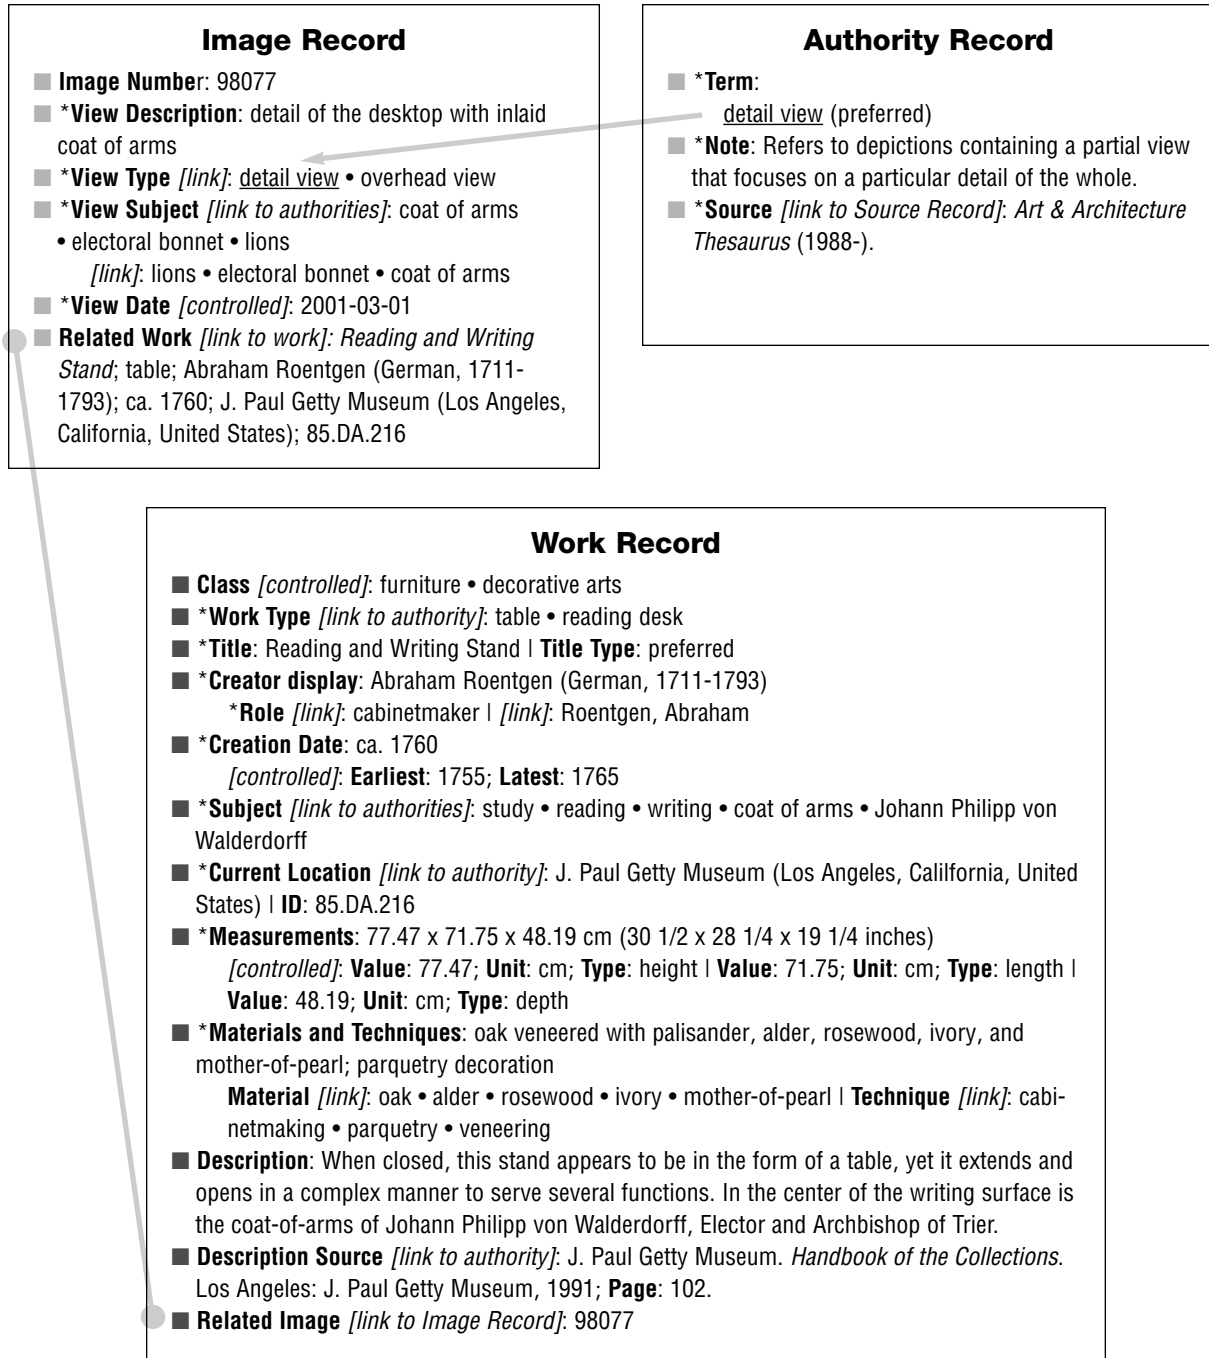 Image Record
■ Image Number: 98077
■ *View Description: detail of the desktop with inlaid
coat of arms
■ *View Type [link]: detail view • overhead view
■ *View Subject [link to authorities]: coat of arms
• electoral bonnet • lions
[link]: lions • electoral bonnet • coat of arms
■ *View Date [controlled]: 2001-03-01
■ Related Work [link to work]: Reading and Writing
Stand; table; Abraham Roentgen (German, 1711-
1793); ca. 1760; J. Paul Getty Museum (Los Angeles,
California, United States); 85.DA.216
Authority Record
■ *Term:
detail view (preferred)
■ *Note: Refers to depictions containing a partial view
that focuses on a particular detail of the whole.
■ *Source [link to Source Record]: Art & Architecture
Thesaurus (1988-).
Work Record
■ Class [controlled]: furniture • decorative arts
■ *Work Type [link to authority]: table • reading desk
■ *Title: Reading and Writing Stand | Title Type: preferred
■ *Creator display: Abraham Roentgen (German, 1711-1793)
*Role [link]: cabinetmaker | [link]: Roentgen, Abraham
■ *Creation Date: ca. 1760
[controlled]: Earliest: 1755; Latest: 1765
■ *Subject [link to authorities]: study • reading • writing • coat of arms • Johann Philipp von
Walderdorff
■ *Current Location [link to authority]: J. Paul Getty Museum (Los Angeles, Calilfornia, United
States) | ID: 85.DA.216
■ *Measurements: 77.47 x 71.75 x 48.19 cm (30 1/2 x 28 1/4 x 19 1/4 inches)
[controlled]: Value: 77.47; Unit: cm; Type: height | Value: 71.75; Unit: cm; Type: length |
Value: 48.19; Unit: cm; Type: depth
■ *Materials and Techniques: oak veneered with palisander, alder, rosewood, ivory, and
mother-of-pearl; parquetry decoration
Material [link]: oak • alder • rosewood • ivory • mother-of-pearl | Technique [link]: cabi-
netmaking • parquetry • veneering
■ Description: When closed, this stand appears to be in the form of a table, yet it extends and
opens in a complex manner to serve several functions. In the center of the writing surface is
the coat-of-arms of Johann Philipp von Walderdorff, Elector and Archbishop of Trier.
■ Description Source [link to authority]: J. Paul Getty Museum. Handbook of the Collections.
Los Angeles: J. Paul Getty Museum, 1991; Page: 102.
■ Related Image [link to Image Record]: 98077